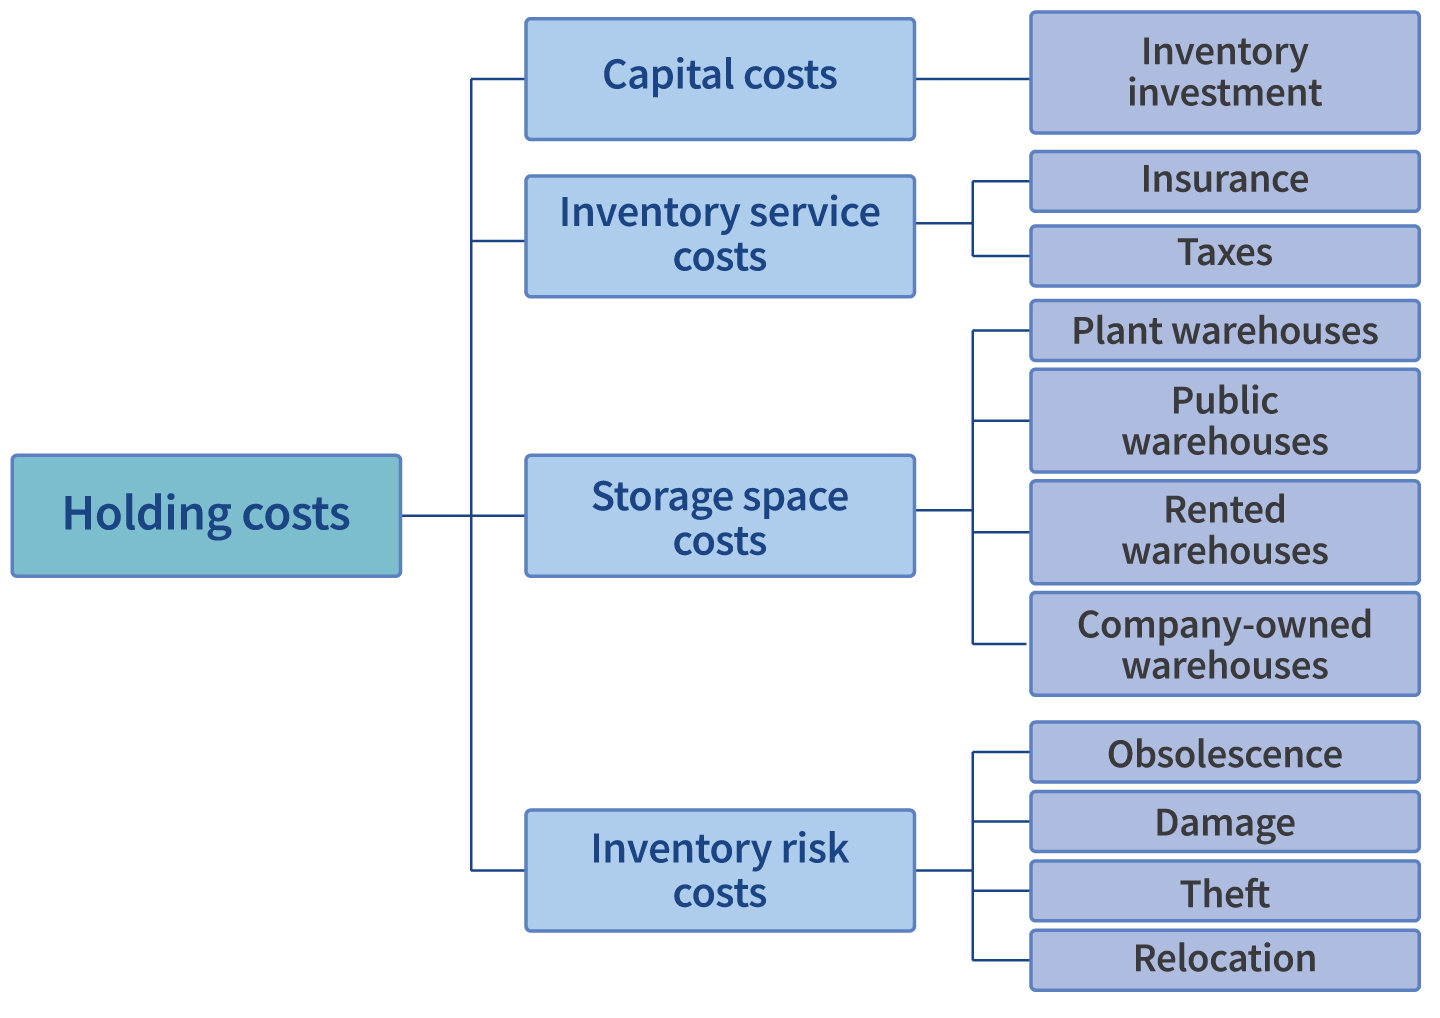 Holding costs
Capital costs
Inventory
investment
Inventory service
costs
Insurance
Taxes
Storage space
costs
Plant warehouses
Public
warehouses
Rented
warehouses
Company-owned
warehouses
Inventory risk
costs
Obsolescence
Damage
Theft
Relocation